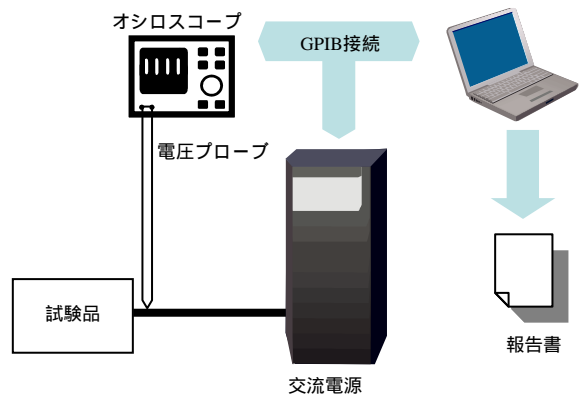 オシロスコープ
GPIB接続
電圧プローブ
試験品
報告書
交流電源